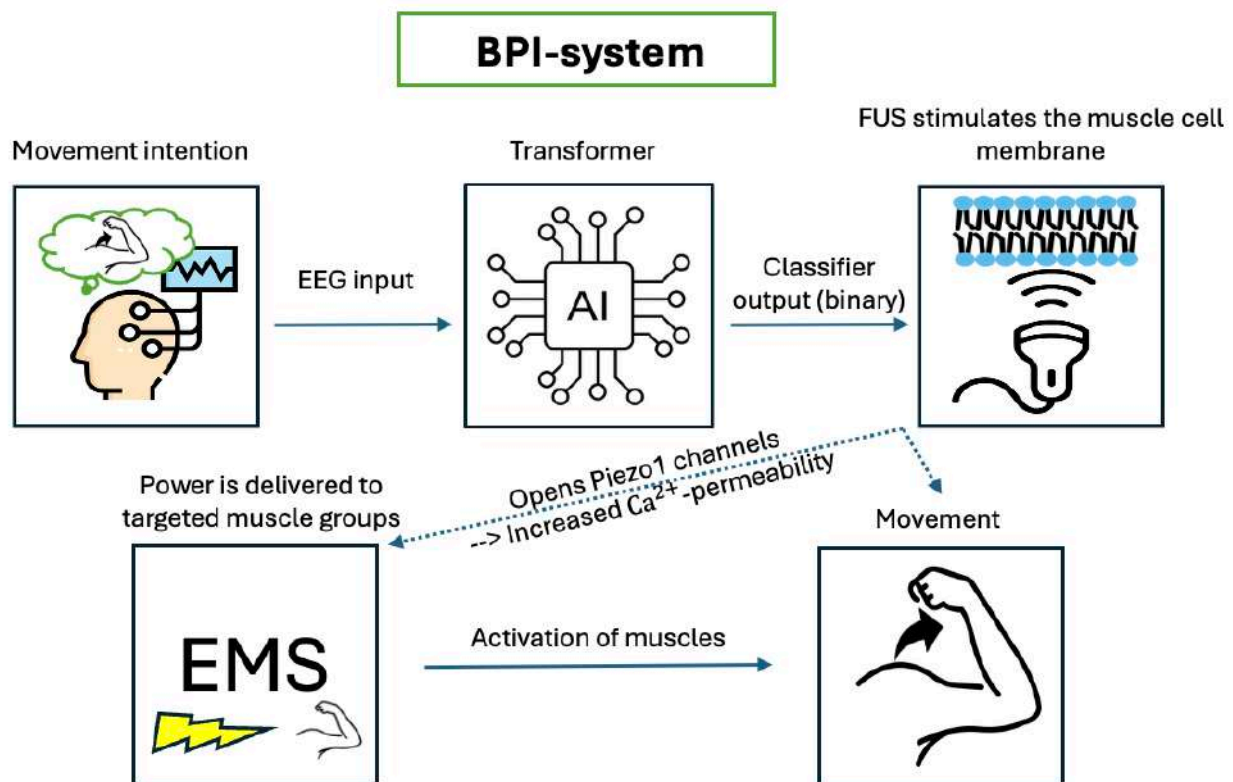 BPI-system
Movement intention
Transformer
FUS stimulates the muscle cell
membrane
EEG input
AI
Classifier
output (binary)
Opens Piezo1 channels
--> Increased Ca²⁺-permeability
Power is delivered to
targeted muscle groups
Movement
EMS
Activation of muscles